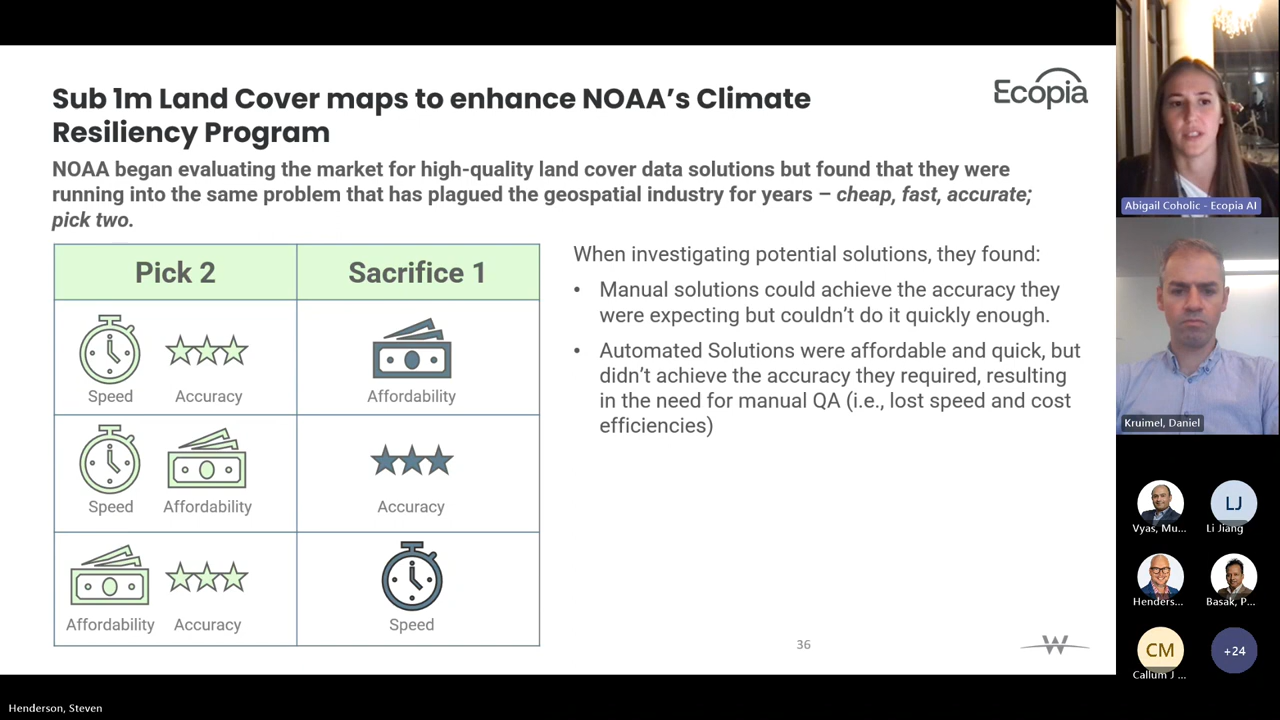 Sub 1m Land Cover maps to enhance NOAA's Climate
Resiliency Program
Ecopia
NOAA began evaluating the market for high-quality land cover data solutions but found that they were
running into the same problem that has plagued the geospatial industry for years – cheap, fast, accurate;
pick two.
Pick 2
Sacrifice 1
Speed
Accuracy
Affordability
Speed
Affordability
Accuracy
Affordability
Accuracy
Speed
When investigating potential solutions, they found:
• Manual solutions could achieve the accuracy they
were expecting but couldn't do it quickly enough.
• Automated Solutions were affordable and quick, but
didn't achieve the accuracy they required, resulting
in the need for manual QA (i.e., lost speed and cost
efficiencies)
36
W
Abigail Coholic - Ecopia AI
Kruimel, Daniel
Vyas, Mu...
LJ
Li Jiang
Henders...
Basak, P...
CM
Callum J ...
+24
Henderson, Steven